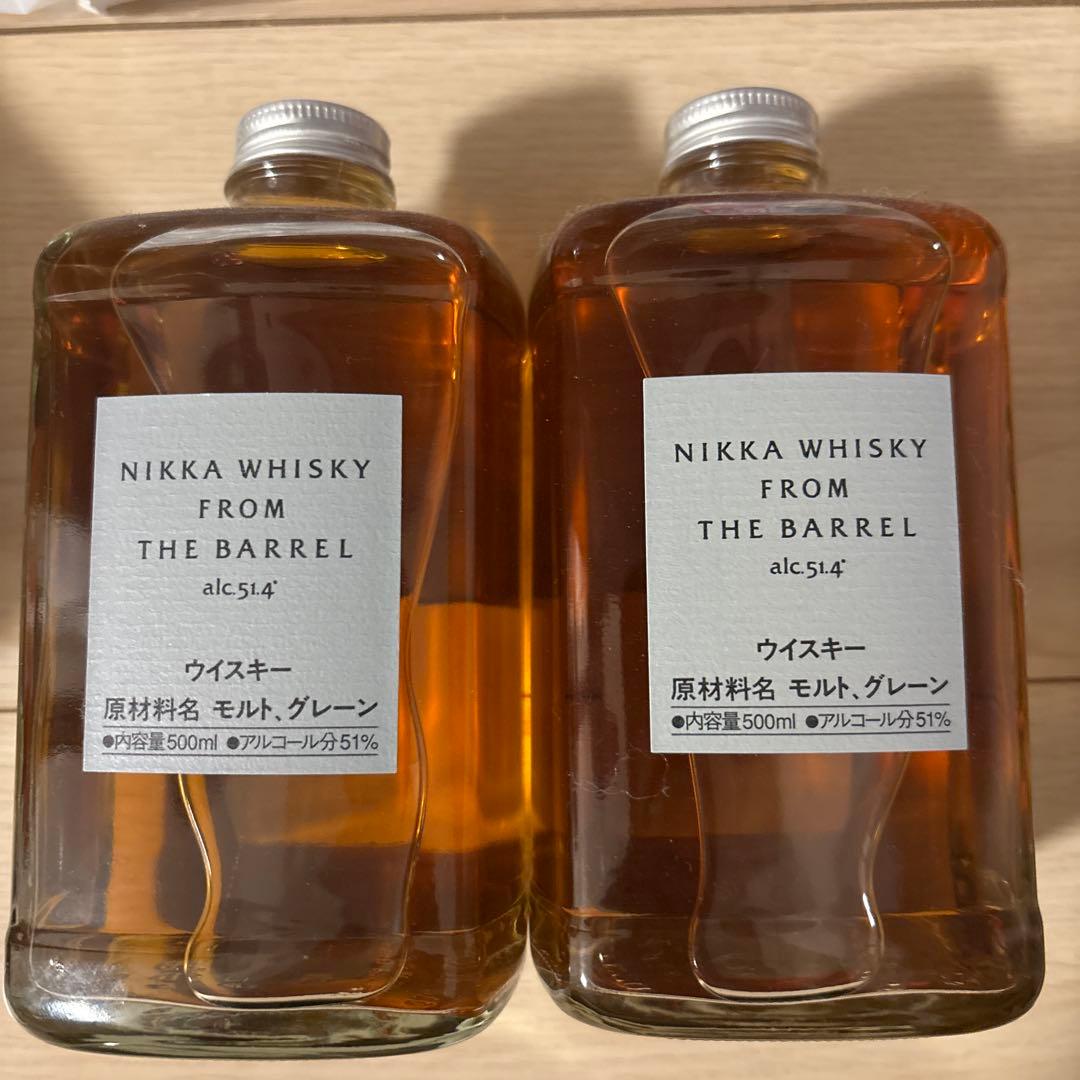 NIKKA WHISKY
FROM
THE BARREL
alc.51.4°
ウイスキー
原材料名 モルト、グレーン
●内容量500ml ●アルコール分51%
NIKKA WHISKY
FROM
THE BARREL
alc.51.4°
ウイスキー
原材料名 モルト、グレーン
●内容量500ml ●アルコール分51%